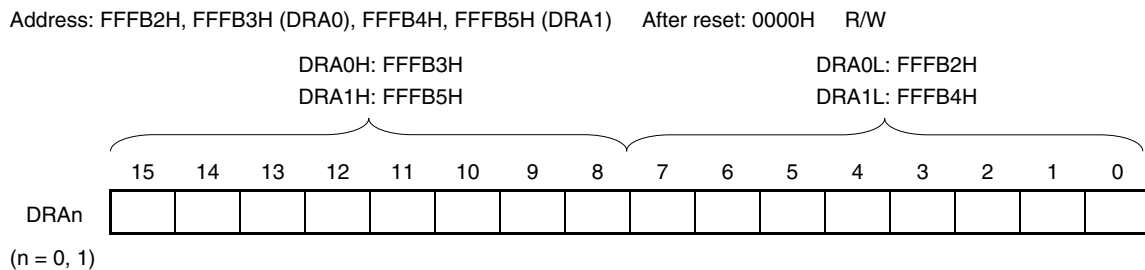 Address: FFFB2H, FFFB3H (DRA0), FFFB4H, FFFB5H (DRA1) After reset: 0000H R/W
DRA0H: FFFB3H DRA0L: FFFB2H
DRA1H: FFFB5H DRA1L: FFFB4H
15 14 13 12 11 10 9 8 7 6 5 4 3 2 1 0
DRAn
(n = 0, 1)